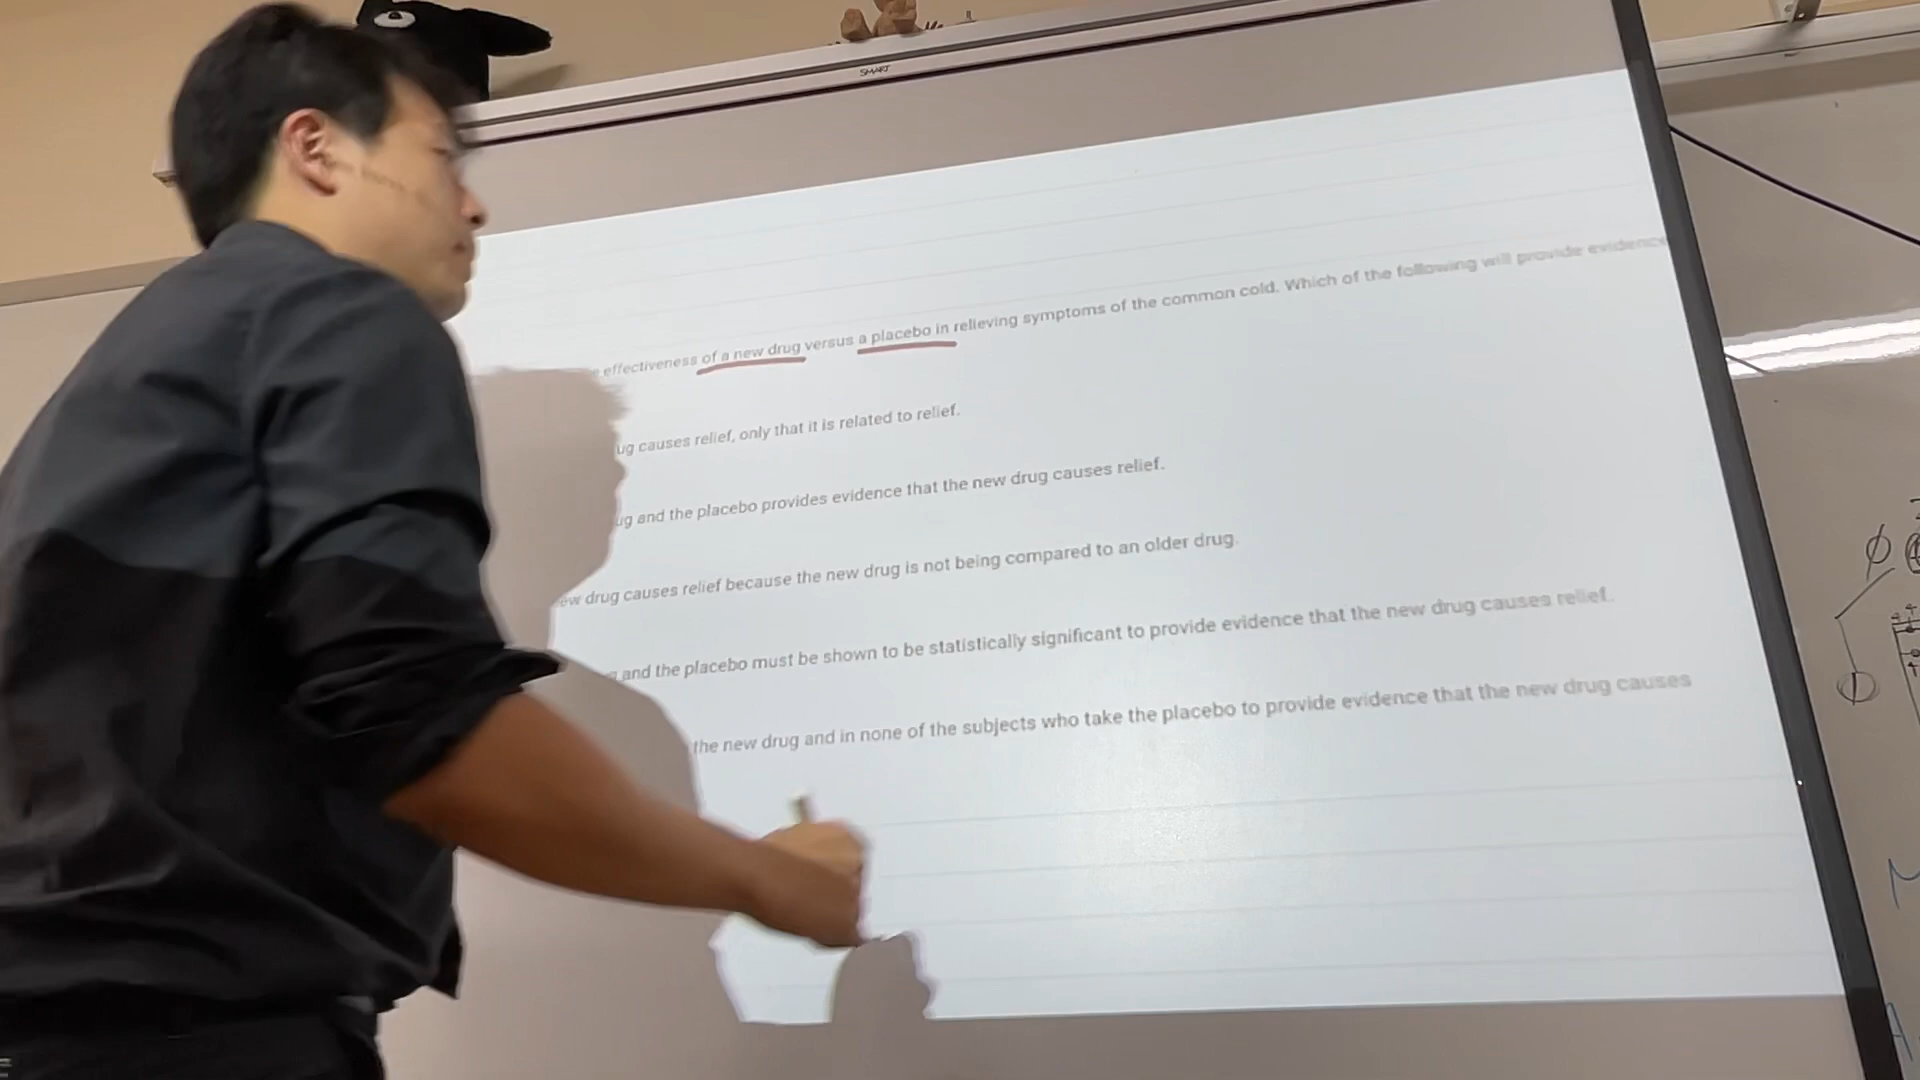 SMART
effectiveness of a new drug versus a placebo in relieving symptoms of the common cold. Which of the following will provide evidence
ug causes relief, only that it is related to relief.
ug and the placebo provides evidence that the new drug causes relief.
ew drug causes relief because the new drug is not being compared to an older drug.
and the placebo must be shown to be statistically significant to provide evidence that the new drug causes relief.
the new drug and in none of the subjects who take the placebo to provide evidence that the new drug causes